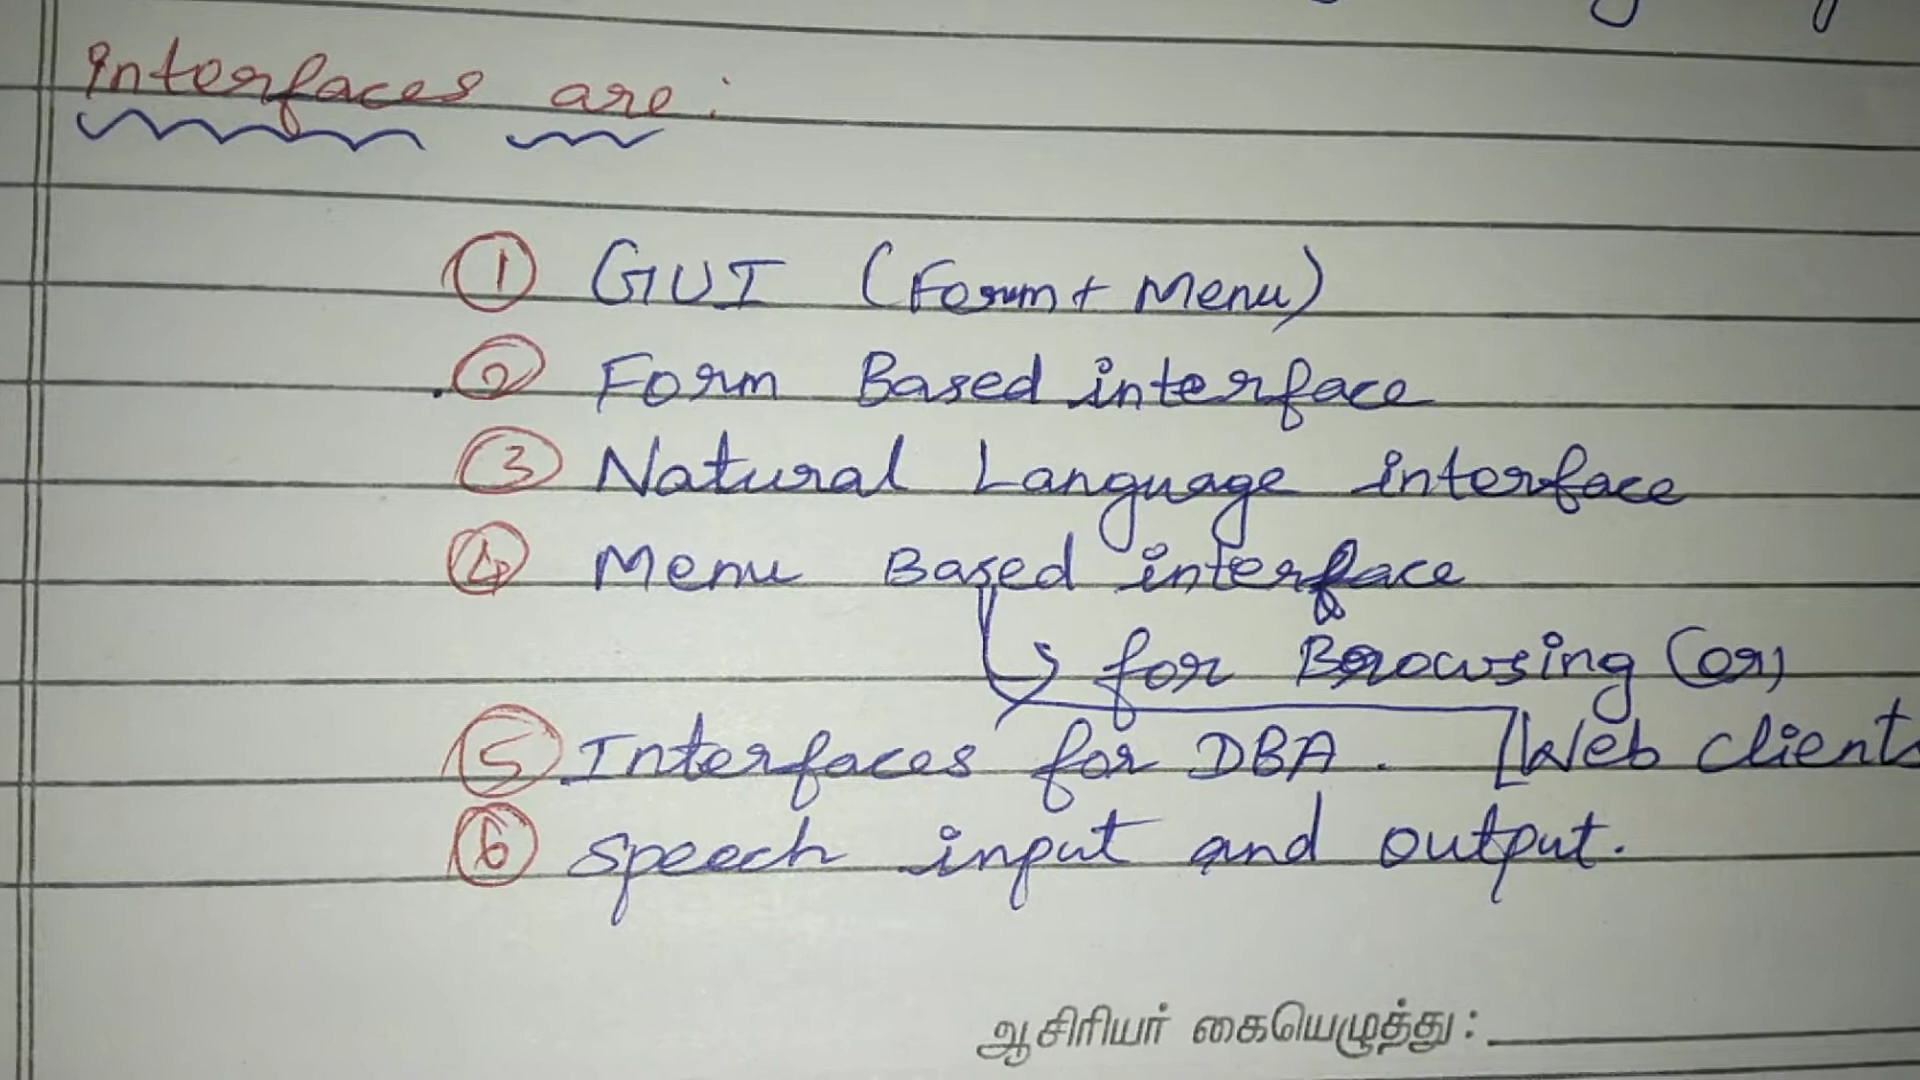 interfaces are:
① GUI (Form + Menu)
② Form Based interface
③ Natural Language interface
④ Menu Based interface
for Browsing (or)
[Web clients
⑤ Interfaces for DBA.
⑥ speech input and output.
ஆசிரியர் கையெழுத்து: